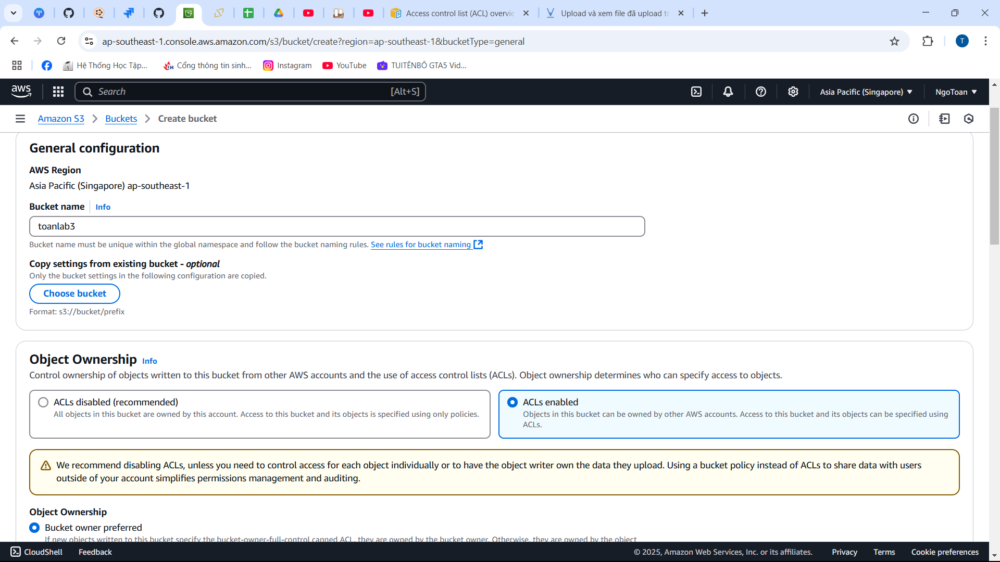 Access control list (ACL) overvie
Upload và xem file đã upload tr
ap-southeast-1.console.aws.amazon.com/s3/bucket/create?region=ap-southeast-1&bucketType=general
T
Hệ Thống Học Tập...
Cổng thông tin sinh...
Instagram
YouTube
TUITÊNBÔ GTA5 Vid...
aws
Search
[Alt+S]
Asia Pacific (Singapore)
NgoToan
Amazon S3
Buckets
Create bucket
General configuration
AWS Region
Asia Pacific (Singapore) ap-southeast-1
Bucket name
Info
toanlab3
Bucket name must be unique within the global namespace and follow the bucket naming rules. See rules for bucket naming
Copy settings from existing bucket - optional
Only the bucket settings in the following configuration are copied.
Choose bucket
Format: s3://bucket/prefix
Object Ownership
Info
Control ownership of objects written to this bucket from other AWS accounts and the use of access control lists (ACLs). Object ownership determines who can specify access to objects.
ACLs disabled (recommended)
All objects in this bucket are owned by this account. Access to this bucket and its objects is specified using only policies.
ACLs enabled
Objects in this bucket can be owned by other AWS accounts. Access to this bucket and its objects can be specified using
ACLs.
We recommend disabling ACLs, unless you need to control access for each object individually or to have the object writer own the data they upload. Using a bucket policy instead of ACLs to share data with users
outside of your account simplifies permissions management and auditing.
Object Ownership
Bucket owner preferred
If new objects written to this bucket specify the bucket-owner-full-control canned ACL, they are owned by the bucket owner. Otherwise, they are owned by the object
CloudShell
Feedback
© 2025, Amazon Web Services, Inc. or its affiliates.
Privacy
Terms
Cookie preferences